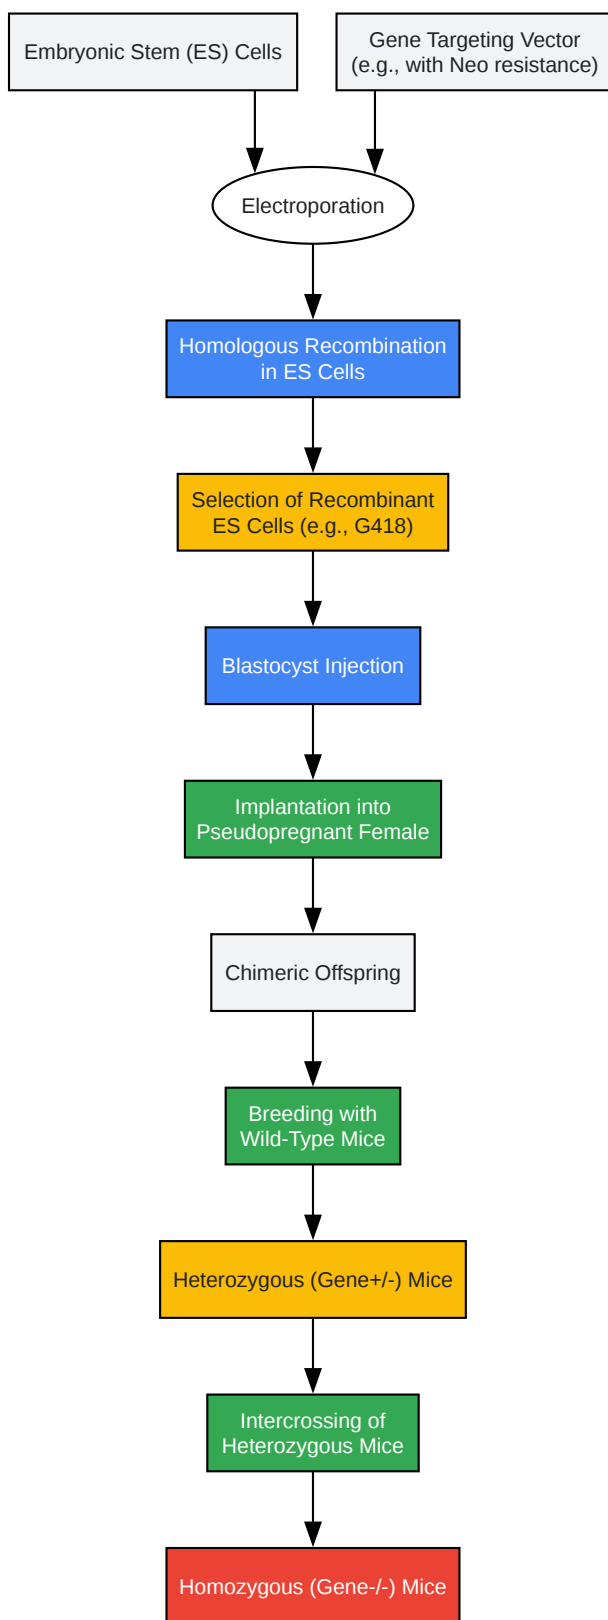 Embryonic Stem (ES) Cells
Gene Targeting Vector
(e.g., with Neo resistance)
Electroporation
Homologous Recombination
in ES Cells
Selection of Recombinant
ES Cells (e.g., G418)
Blastocyst Injection
Implantation into
Pseudopregnant Female
Chimeric Offspring
Breeding with
Wild-Type Mice
Heterozygous (Gene+/-) Mice
Intercrossing of
Heterozygous Mice
Homozygous (Gene-/-) Mice